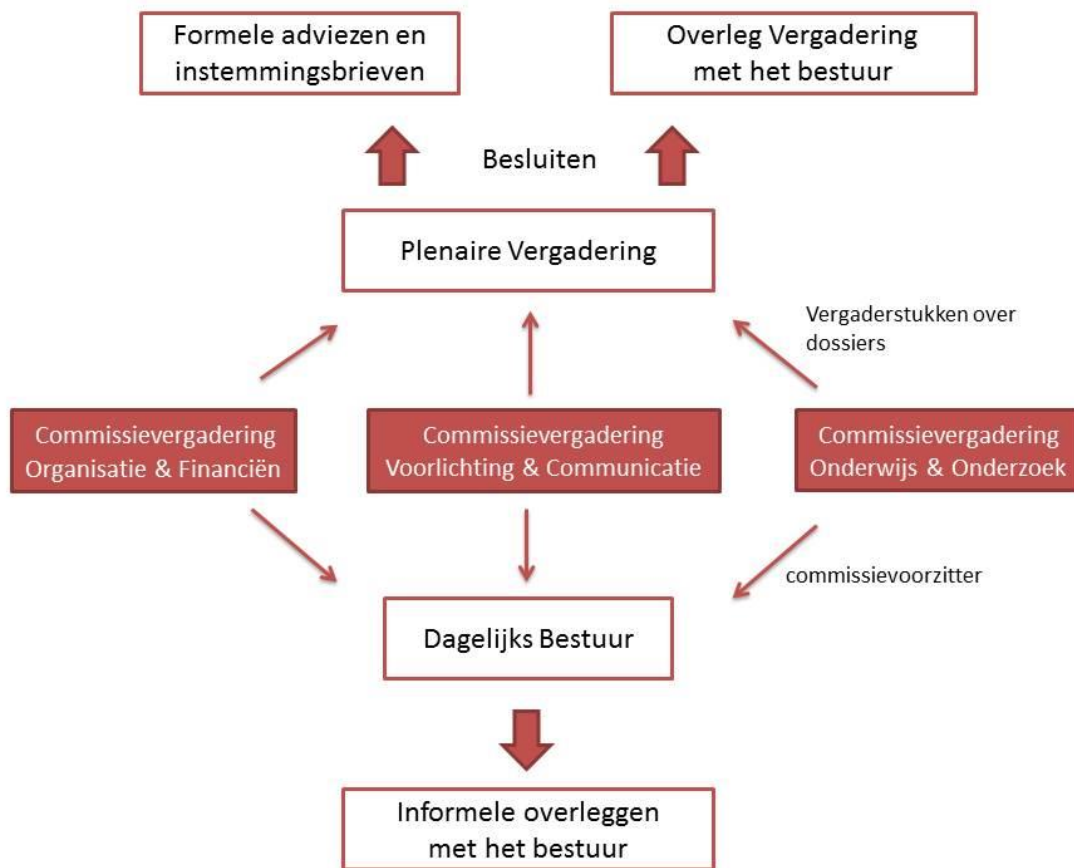 Formele adviezen en
instemmingsbrieven
Overleg Vergadering
met het bestuur
Besluiten
Plenaire Vergadering
Vergaderstukken over
dossiers
Commissievergadering
Organisatie & Financiën
Commissievergadering
Voorlichting & Communicatie
Commissievergadering
Onderwijs & Onderzoek
commissievoorzitter
Dagelijks Bestuur
Informele overleggen
met het bestuur